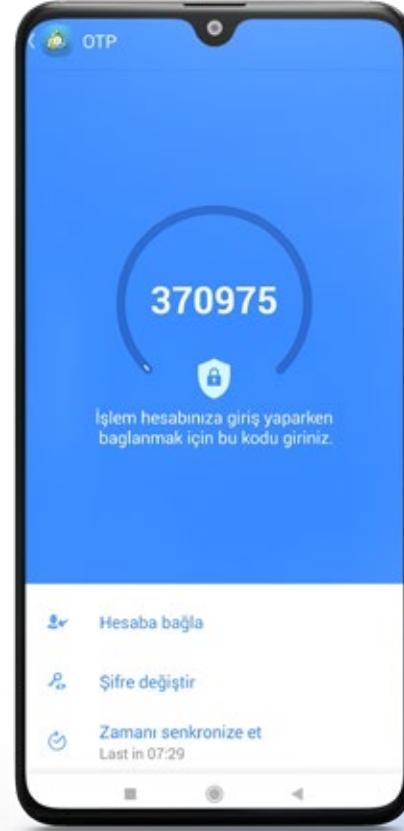 OTP
370975
İşlem hesabınıza giriş yaparken
baglanmak için bu kodu giriniz.
Hesaba bağla
Şifre değiştir
Zamanı senkronize et
Last in 07:29